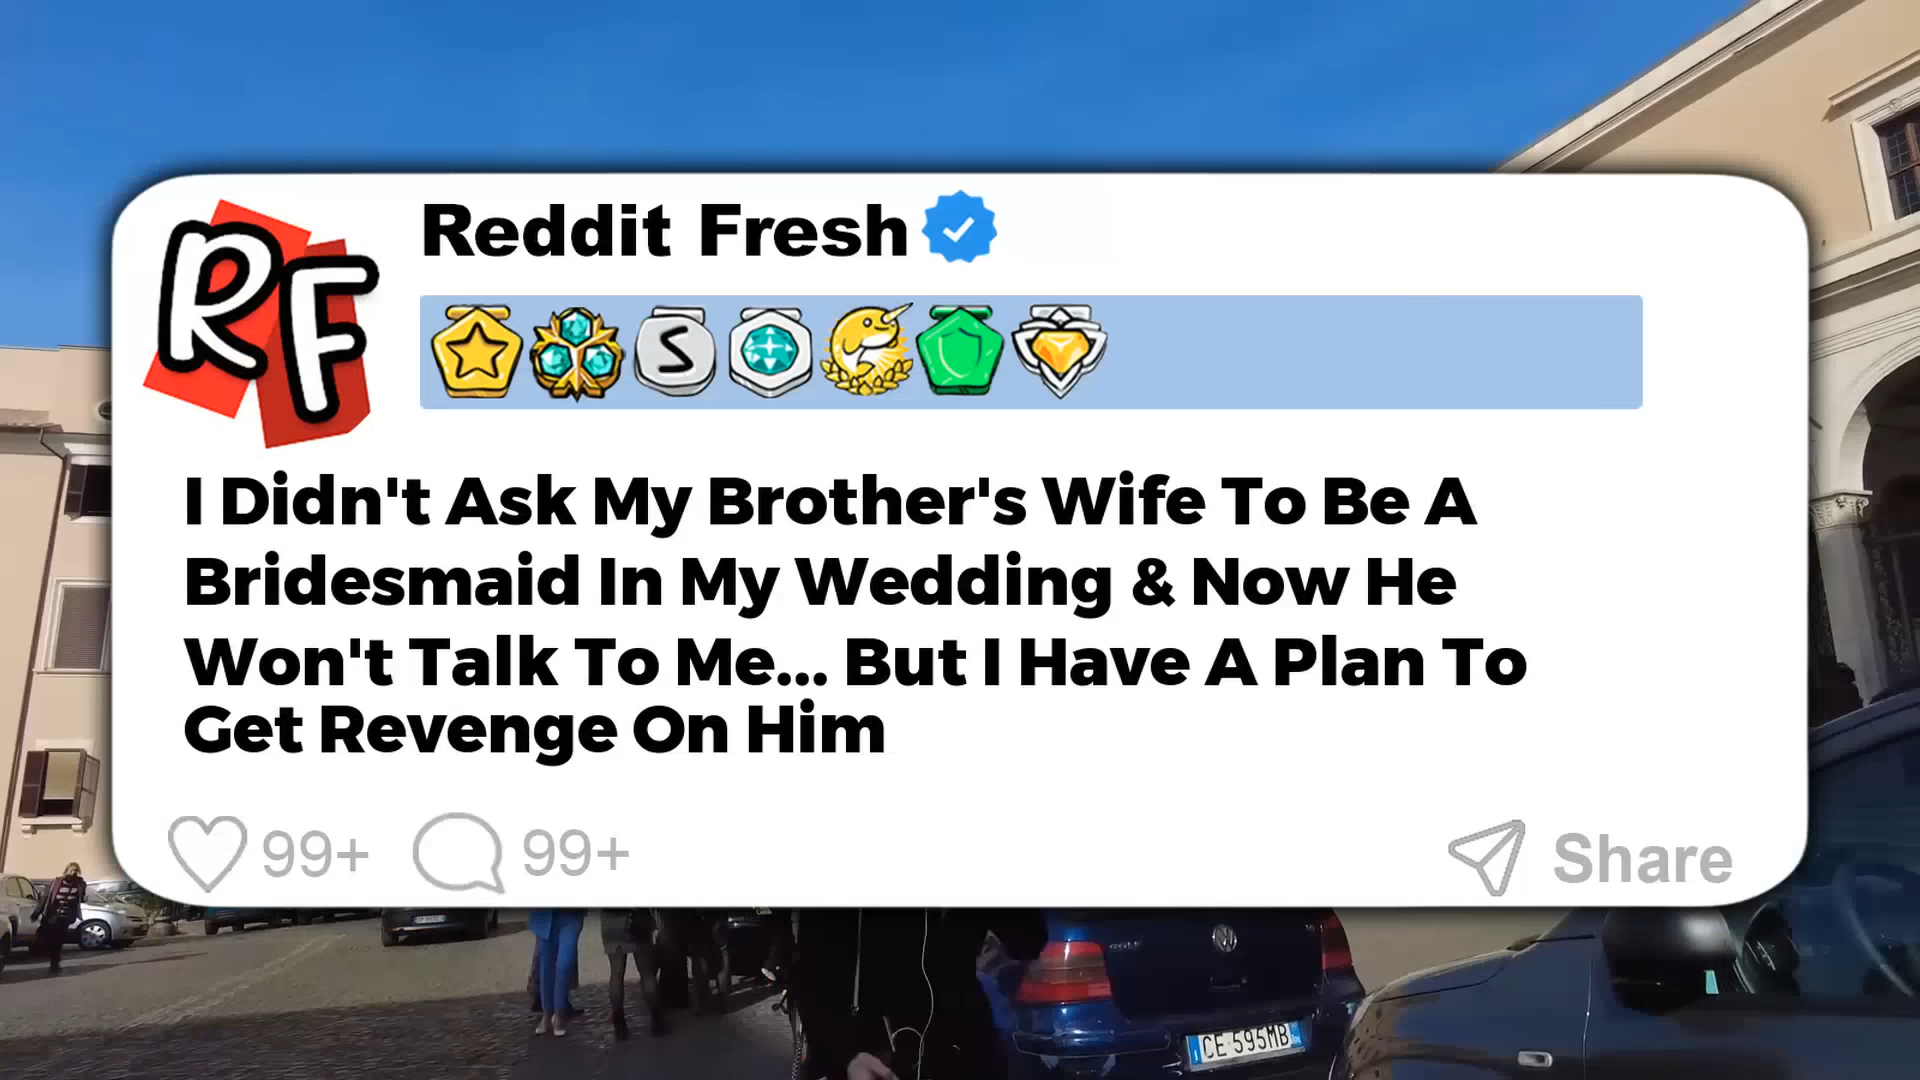 RF
Reddit Fresh
S
I Didn't Ask My Brother's Wife To Be A
Bridesmaid In My Wedding & Now He
Won't Talk To Me... But I Have A Plan To
Get Revenge On Him
99+ 99+ Share
GOLF
CE 595MB